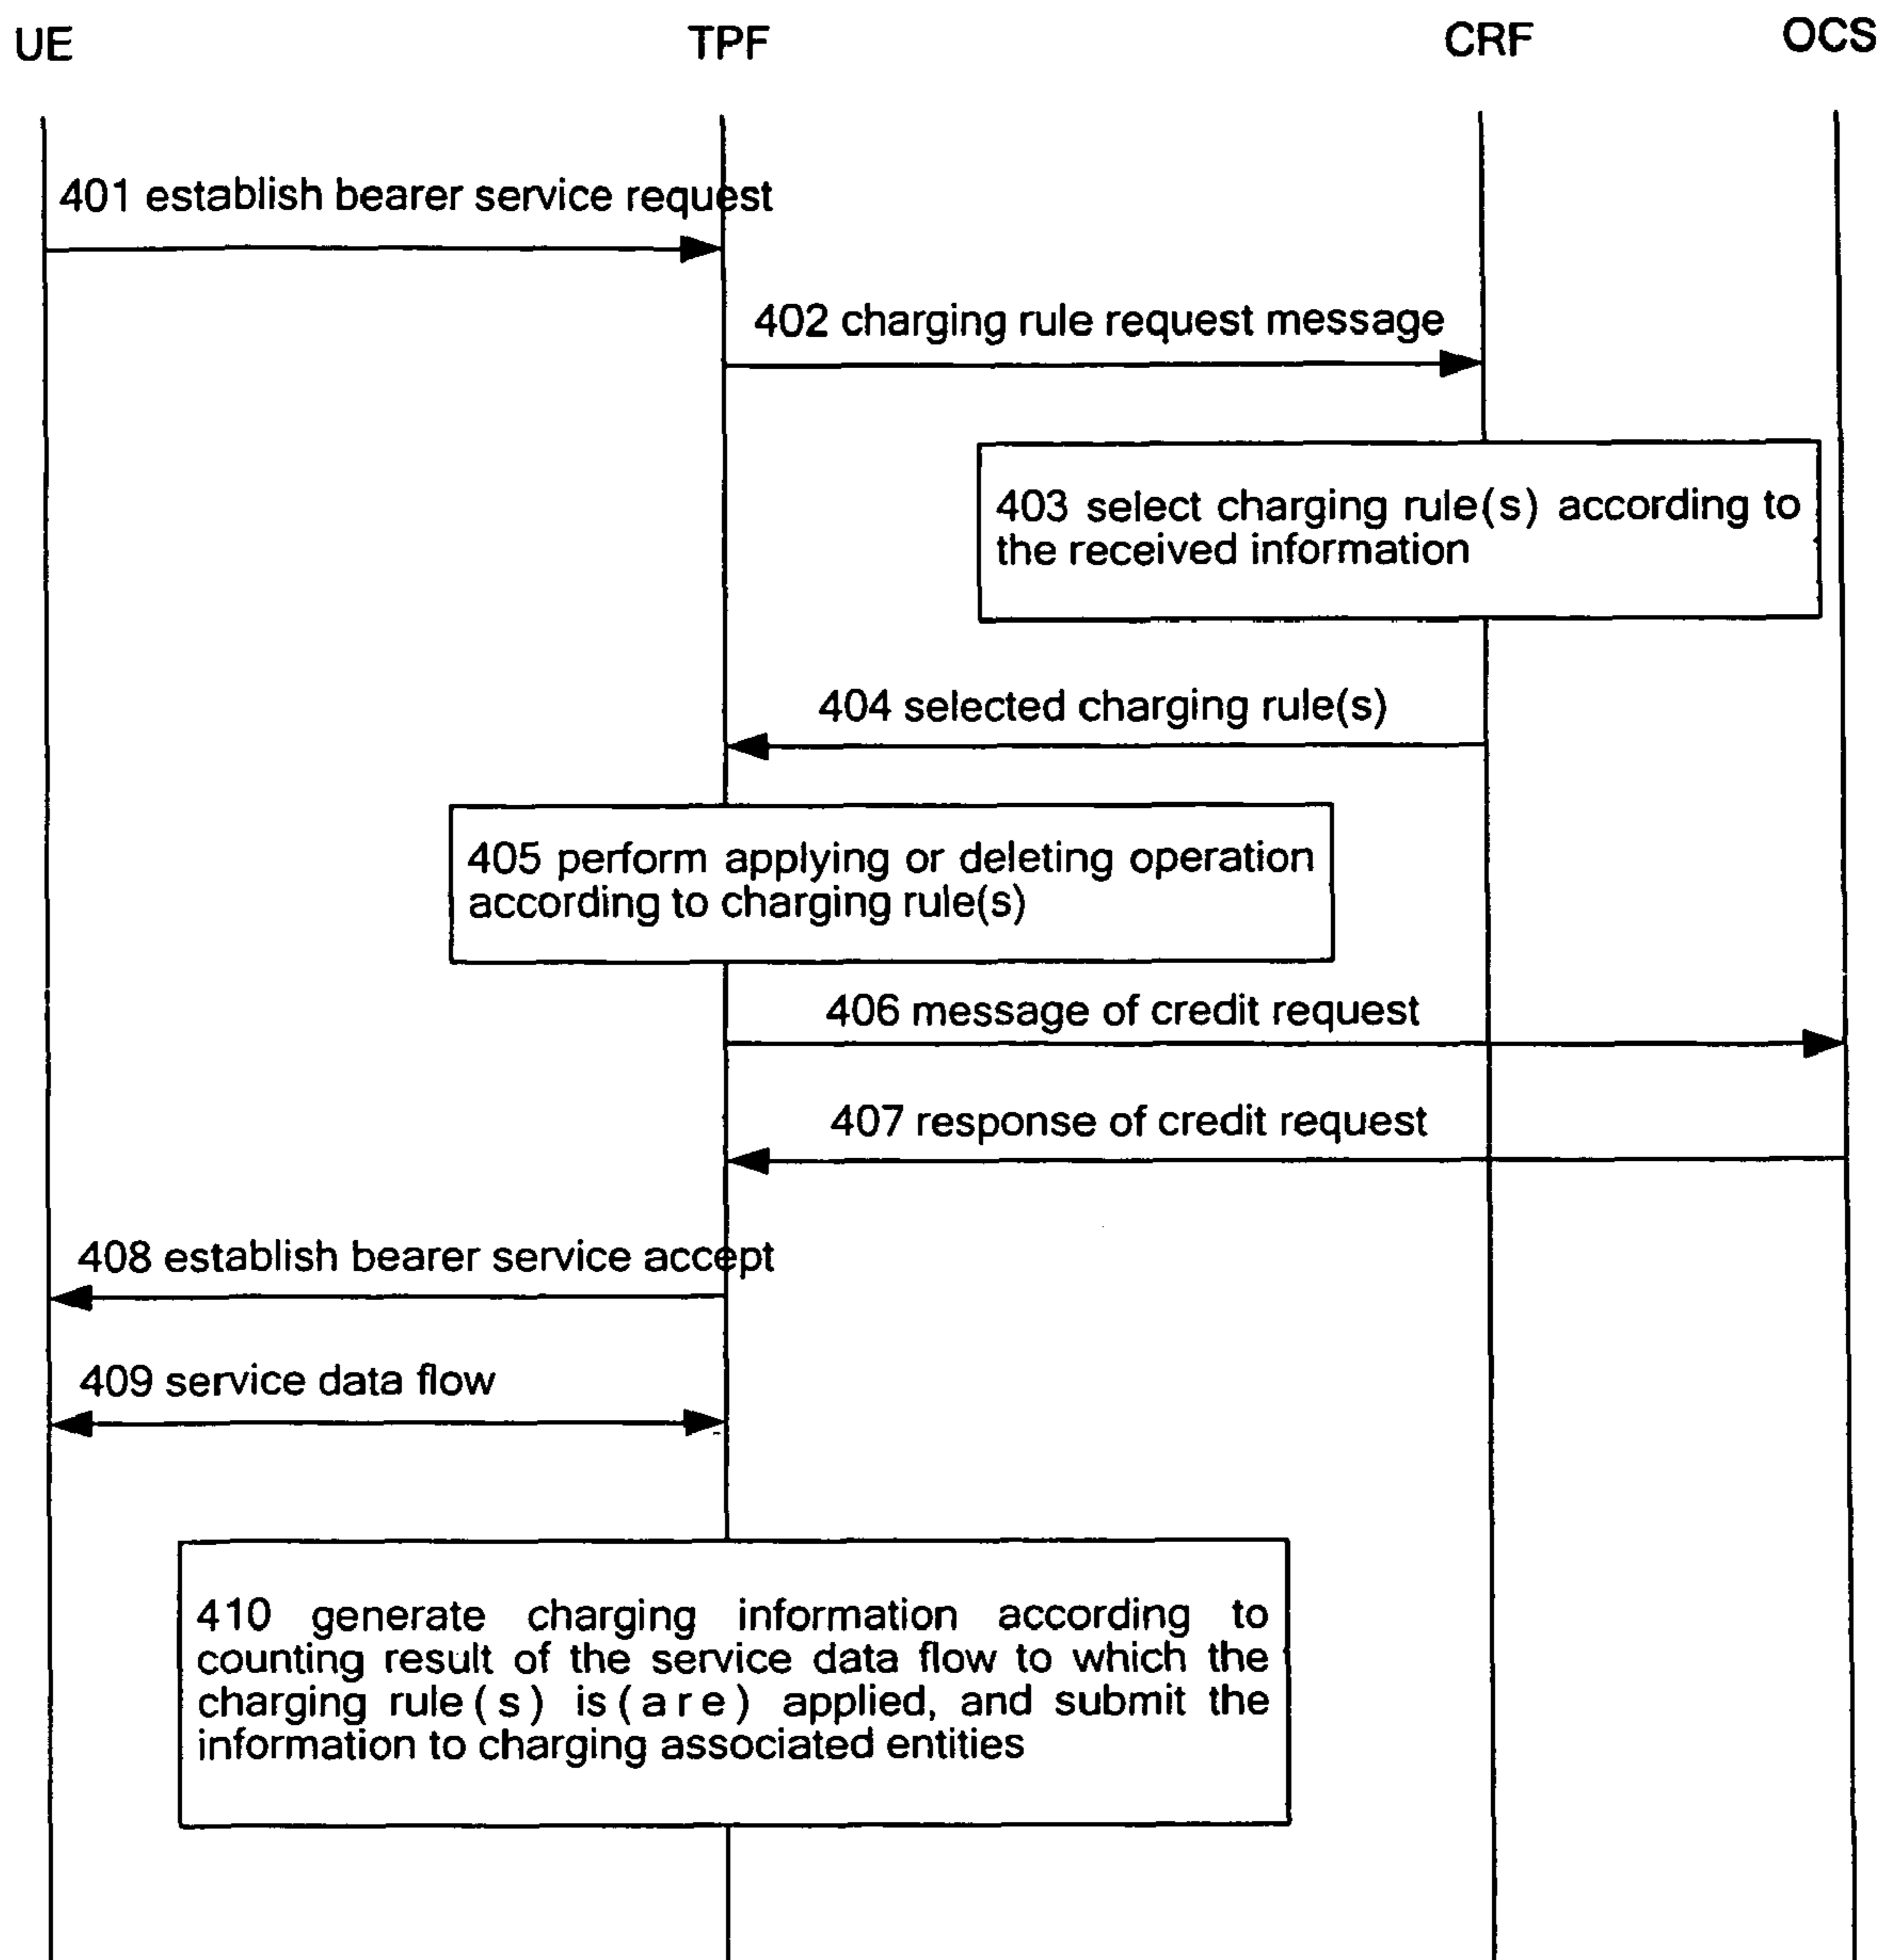 UE TPF CRF OCS
401 establish bearer service request
402 charging rule request message
403 select charging rule(s) according to
the received information
404 selected charging rule(s)
405 perform applying or deleting operation
according to charging rule(s)
406 message of credit request
407 response of credit request
408 establish bearer service accept
409 service data flow
410 generate charging information according to
counting result of the service data flow to which the
charging rule(s) is(are) applied, and submit the
information to charging associated entities